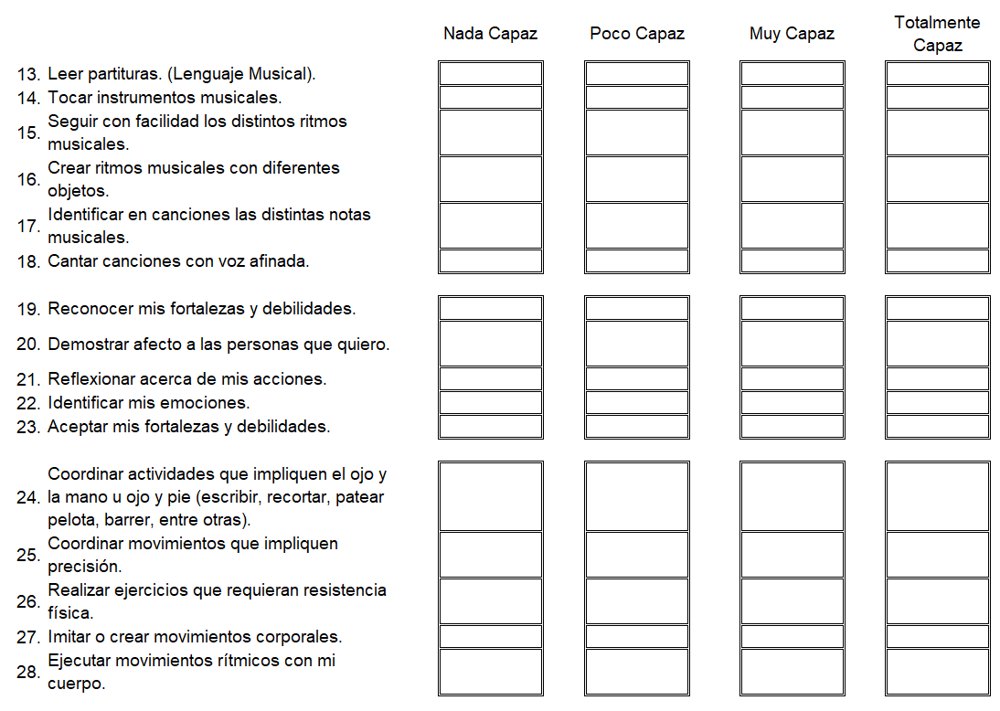 Nada Capaz Poco Capaz Muy Capaz Totalmente
Capaz
13. Leer partituras. (Lenguaje Musical).
14. Tocar instrumentos musicales.
15. Seguir con facilidad los distintos ritmos
musicales.
16. Crear ritmos musicales con diferentes
objetos.
17. Identificar en canciones las distintas notas
musicales.
18. Cantar canciones con voz afinada.
19. Reconocer mis fortalezas y debilidades.
20. Demostrar afecto a las personas que quiero.
21. Reflexionar acerca de mis acciones.
22. Identificar mis emociones.
23. Aceptar mis fortalezas y debilidades.
24. Coordinar actividades que impliquen el ojo y
la mano u ojo y pie (escribir, recortar, patear
pelota, barrer, entre otras).
25. Coordinar movimientos que impliquen
precisión.
26. Realizar ejercicios que requieran resistencia
física.
27. Imitar o crear movimientos corporales.
28. Ejecutar movimientos rítmicos con mi
cuerpo.